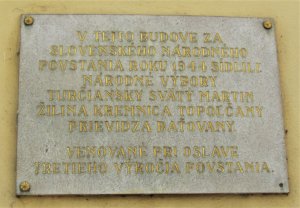 V TEJTO BUDOVE ZA
SLOVENSKÉHO NÁRODNÉHO
POVSTANIA ROKU 1944 SÍDLILI
NÁRODNÉ VÝBORY
TURČIANSKY SVÄTÝ MARTIN
ŽILINA KREMNICA TOPOĽČANY
PRIEVIDZA BAŤOVANY.
VENOVANÉ PRI OSLAVE
TRETIEHO VÝROČIA POVSTANIA.